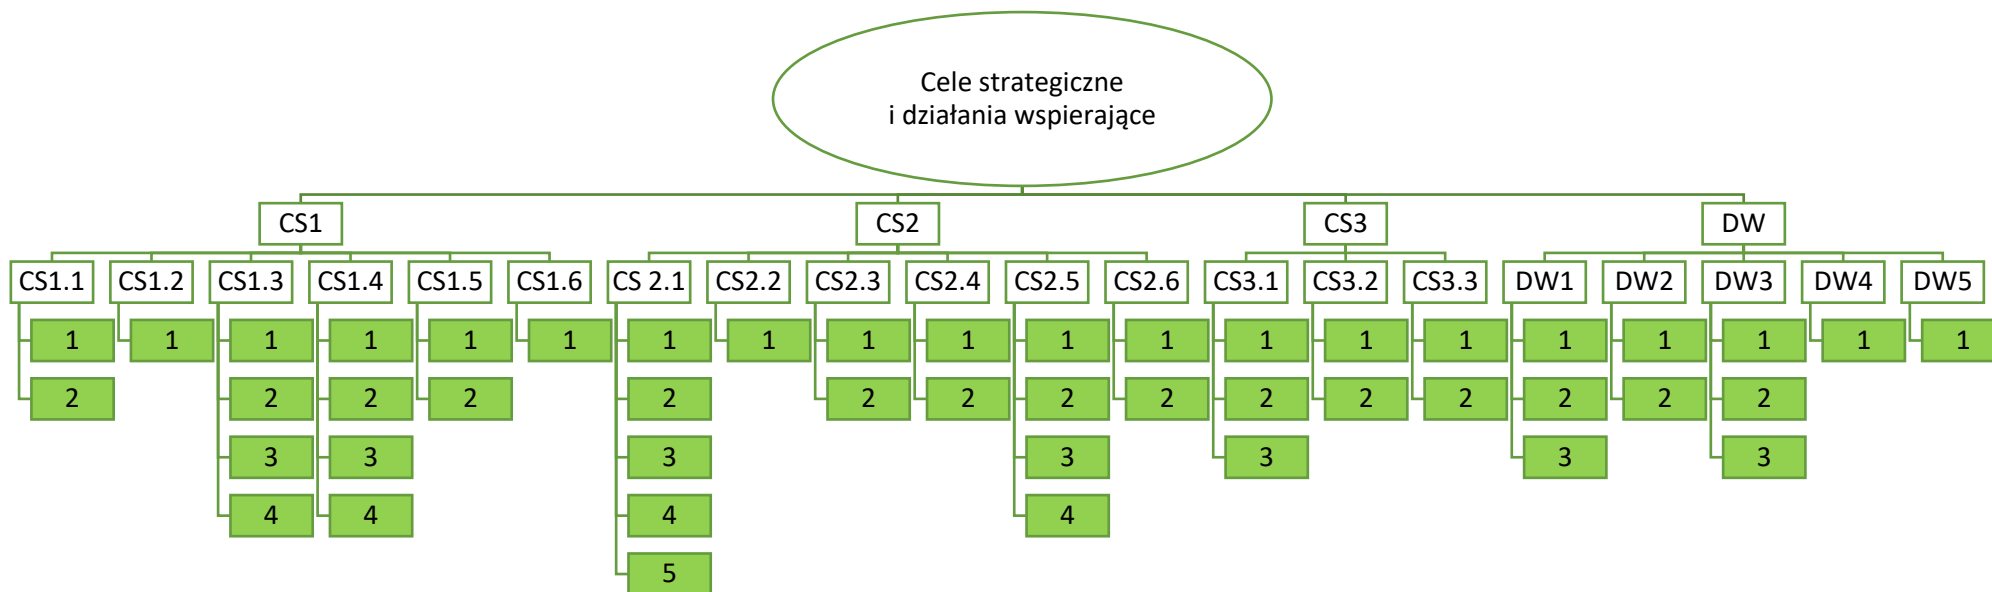 Cele strategiczne
i działania wspierające
CS1 CS2 CS3 DW
CS1.1 CS1.2 CS1.3 CS1.4 CS1.5 CS1.6 CS 2.1 CS2.2 CS2.3 CS2.4 CS2.5 CS2.6 CS3.1 CS3.2 CS3.3 DW1 DW2 DW3 DW4 DW5
1 1 1 1 1 1 1 1 1 1 1 1 1 1 1 1 1 1 1 1
2 2 2 2 2 2 2 2 2 2 2 2 2 2 2
3 3 3 3 3 3 3
4 4 4 4
5